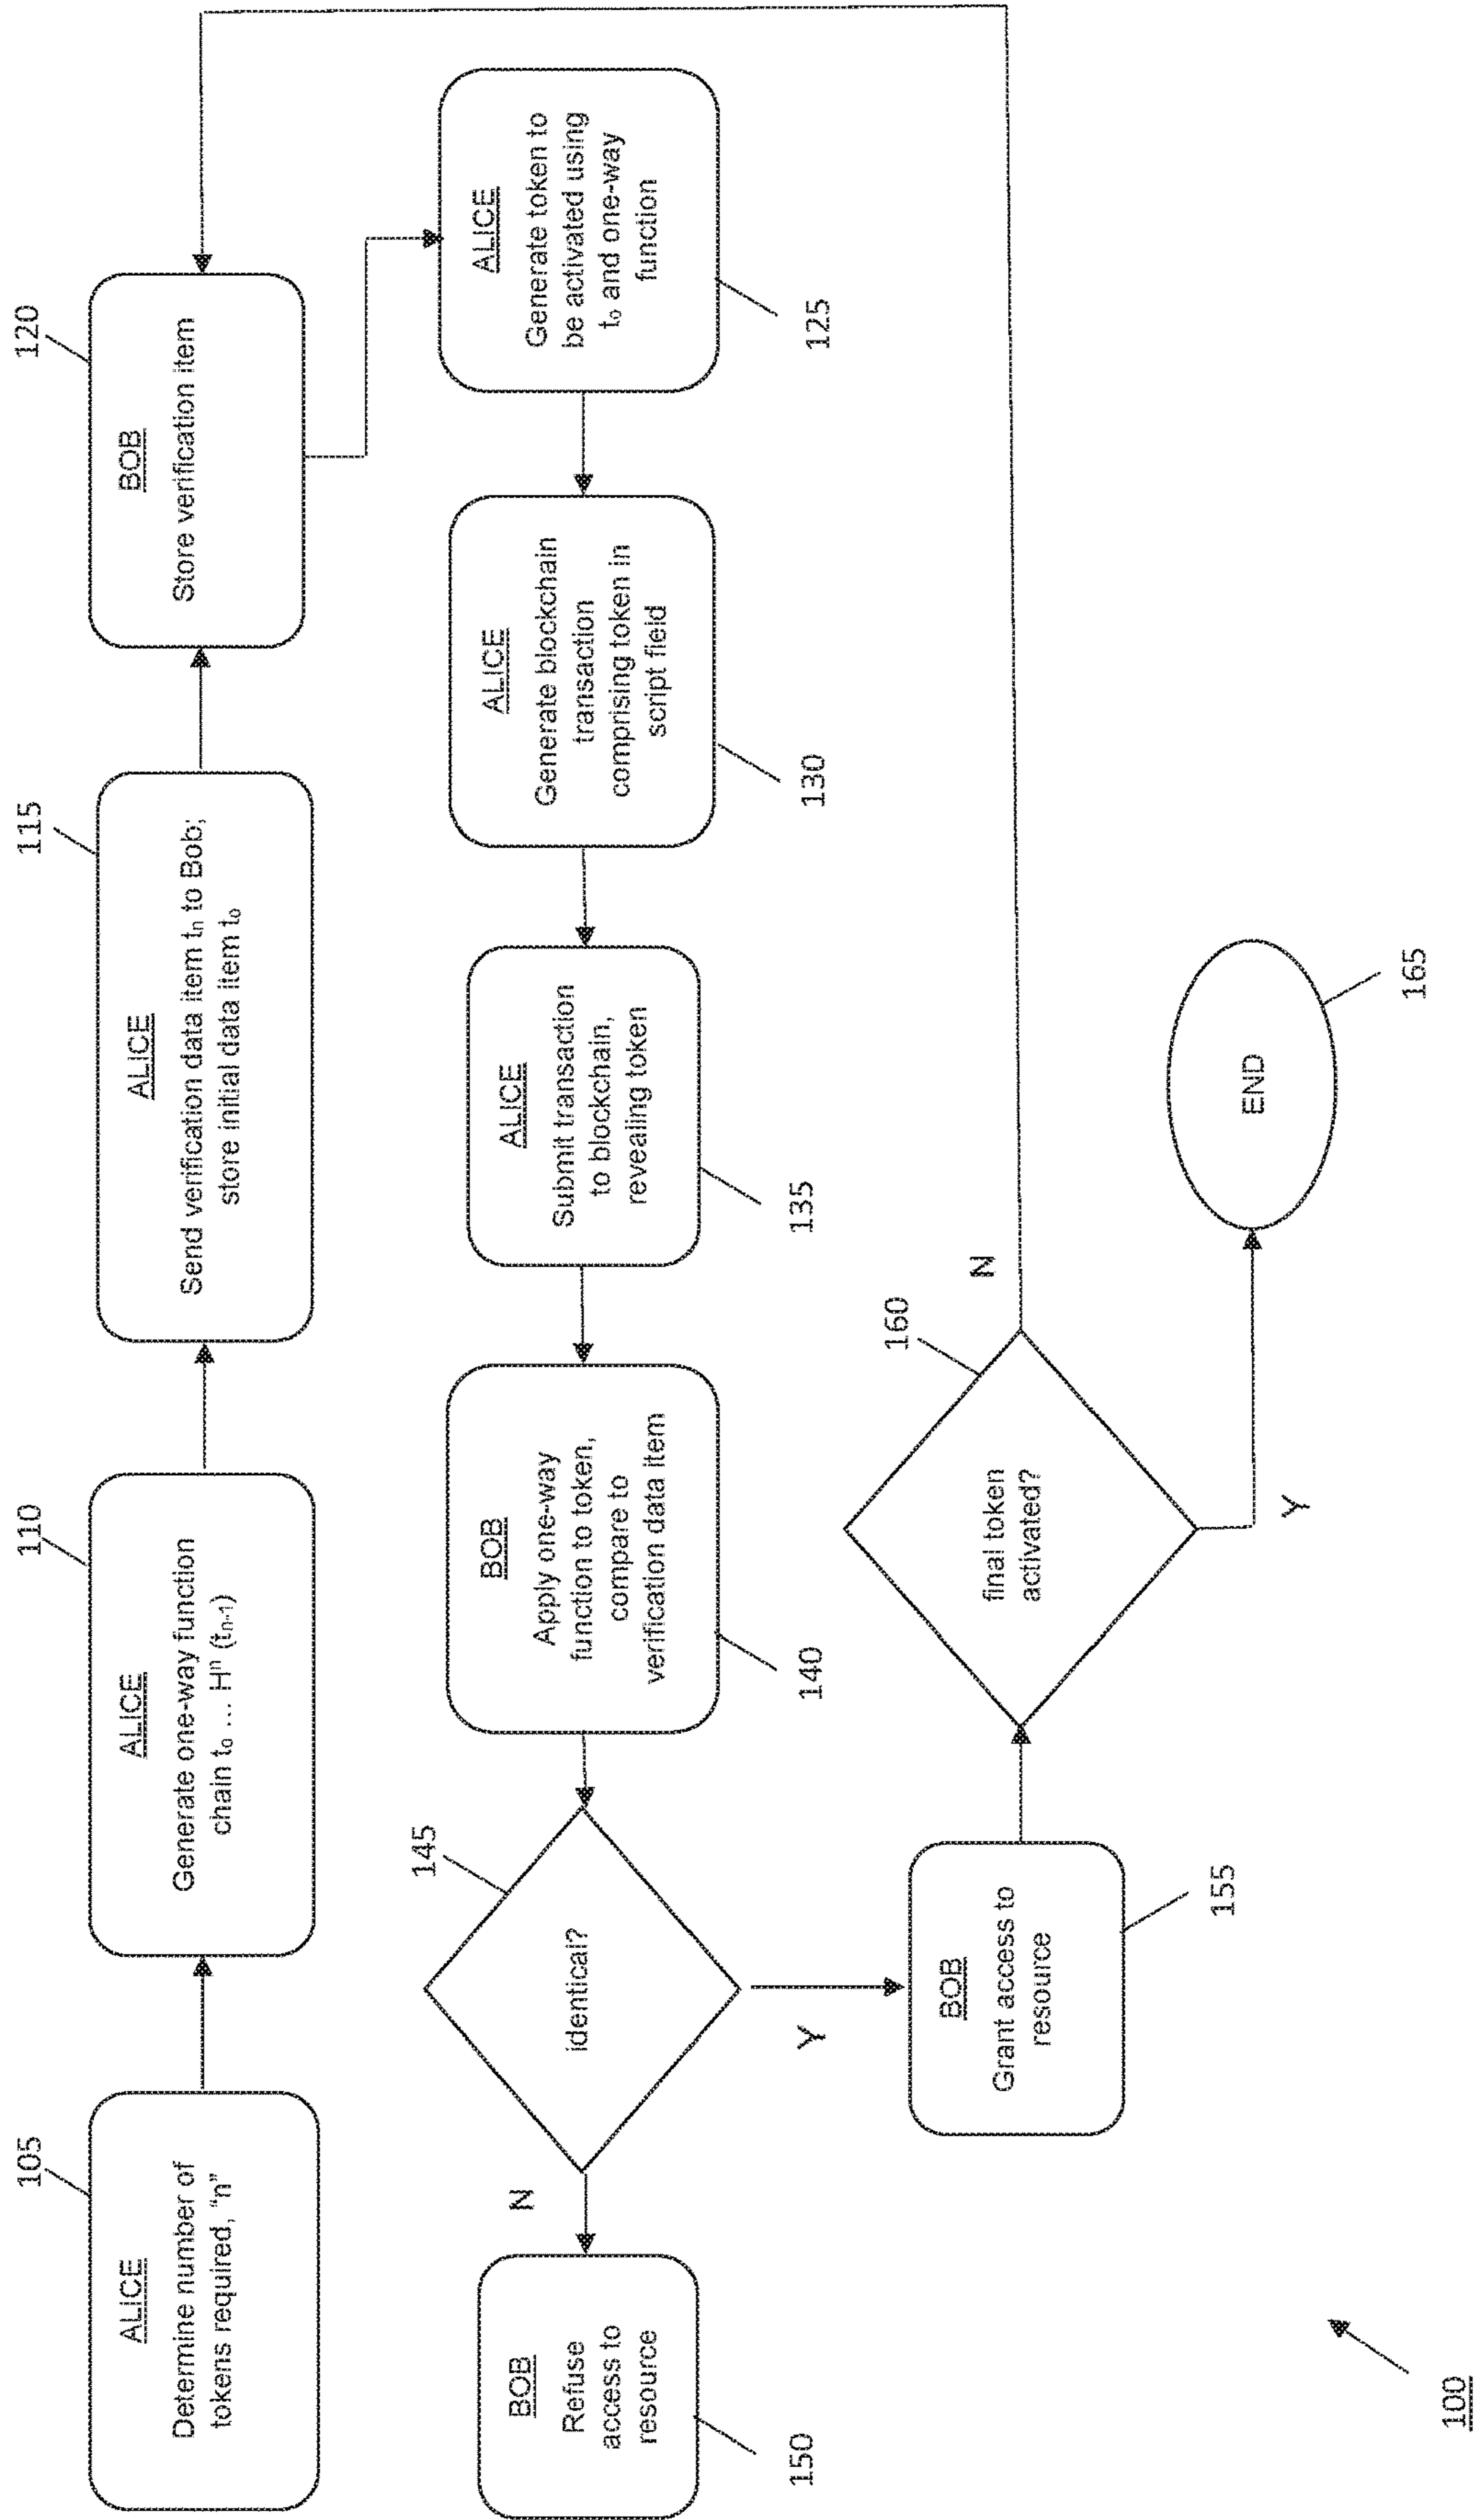 105
ALICE
Determine number of
tokens required, “n”
110
ALICE
Generate one-way function
chain t₀ ... Hⁿ (tₙ₋₁)
115
ALICE
Send verification data item tₙ to Bob;
store initial data item t₀
120
BOB
Store verification item
ALICE
Generate token to
be activated using
t₀ and one-way
function
125
ALICE
Generate blockchain
transaction
comprising token in
script field
130
ALICE
Submit transaction
to blockchain,
revealing token
135
BOB
Apply one-way
function to token,
compare to
verification data item
140
145
identical?
N
Y
BOB
Refuse
access to
resource
150
BOB
Grant access to
resource
155
160
final token
activated?
N
Y
END
165
100